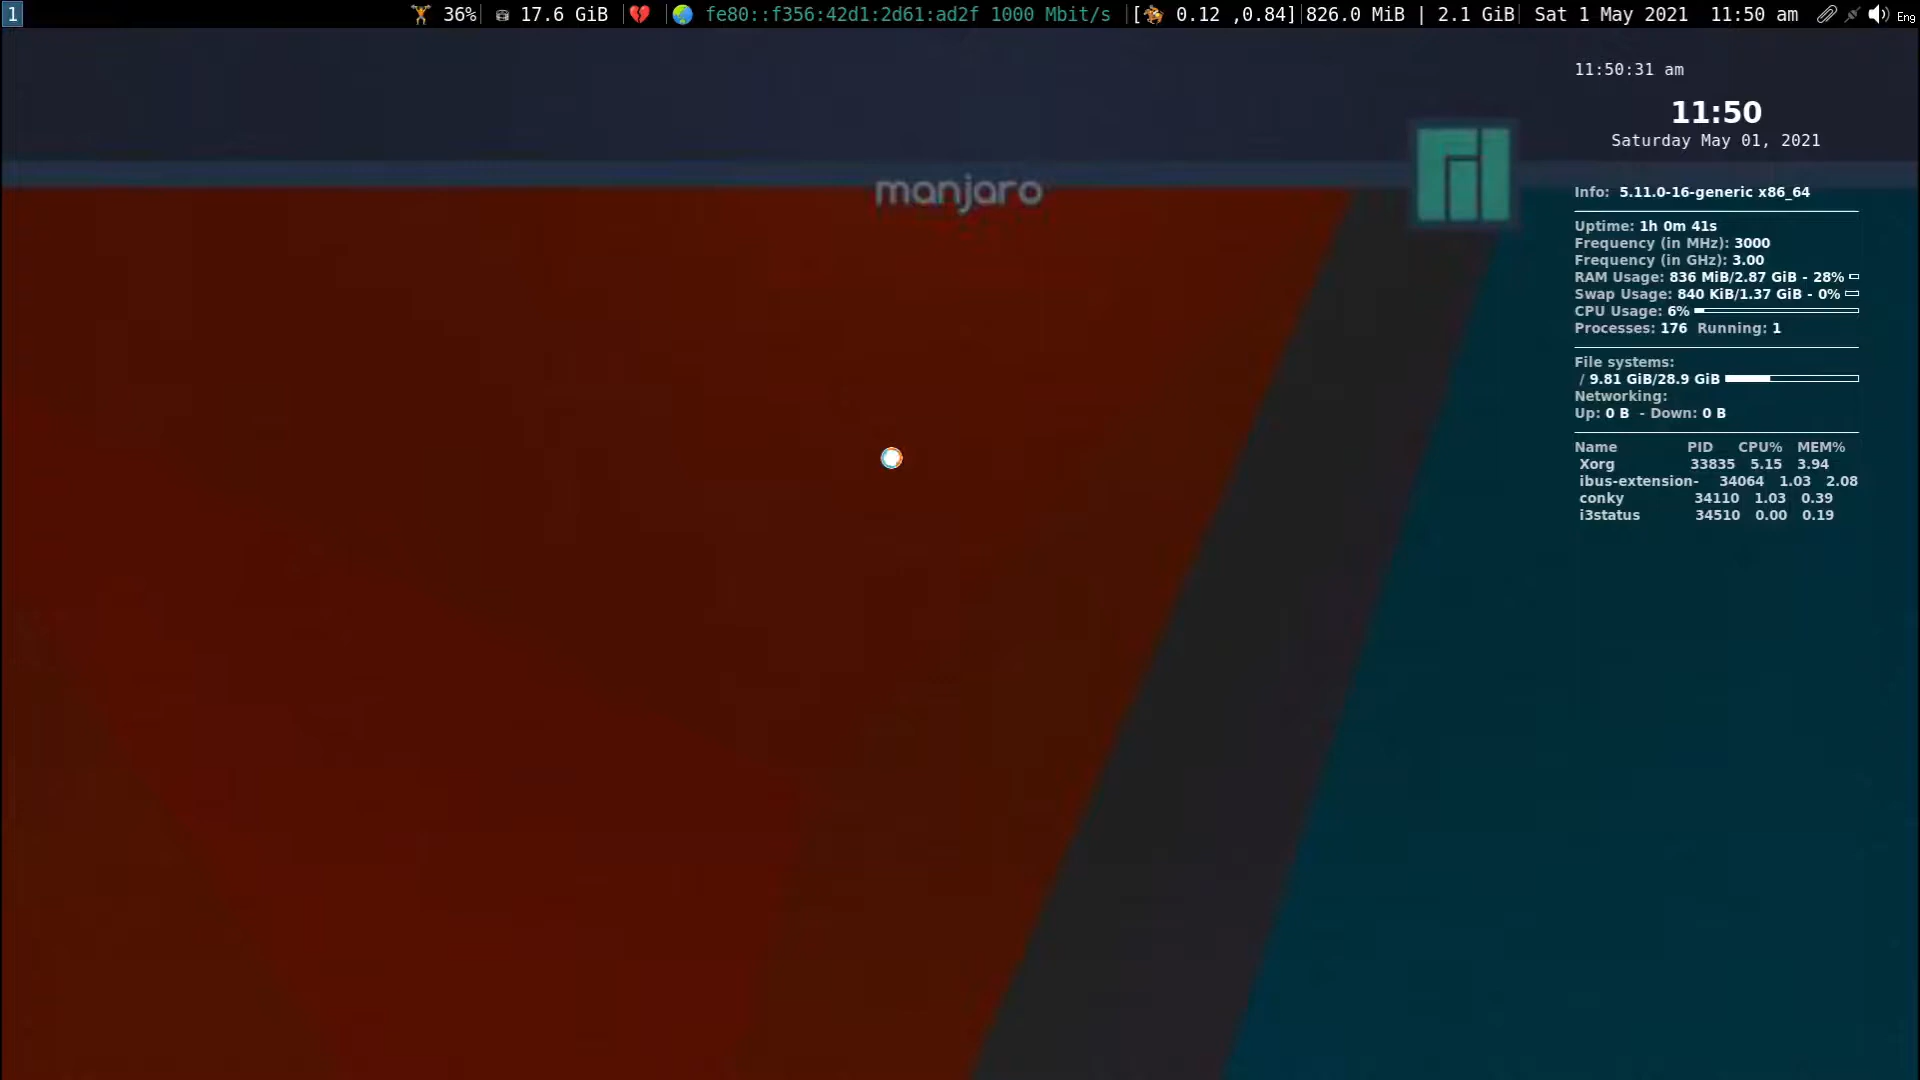 1 36% 17.6 GiB fe80::f356:42d1:2d61:ad2f 1000 Mbit/s [ 0.12 ,0.84] 826.0 MiB | 2.1 GiB Sat 1 May 2021 11:50 am Eng
11:50:31 am
11:50
Saturday May 01, 2021
manjaro
Info: 5.11.0-16-generic x86_64
Uptime: 1h 0m 41s
Frequency (in MHz): 3000
Frequency (in GHz): 3.00
RAM Usage: 836 MiB/2.87 GiB - 28%
Swap Usage: 840 KiB/1.37 GiB - 0%
CPU Usage: 6%
Processes: 176 Running: 1
File systems:
/ 9.81 GiB/28.9 GiB
Networking:
Up: 0 B - Down: 0 B
Name PID CPU% MEM%
Xorg 33835 5.15 3.94
ibus-extension- 34064 1.03 2.08
conky 34110 1.03 0.39
i3status 34510 0.00 0.19